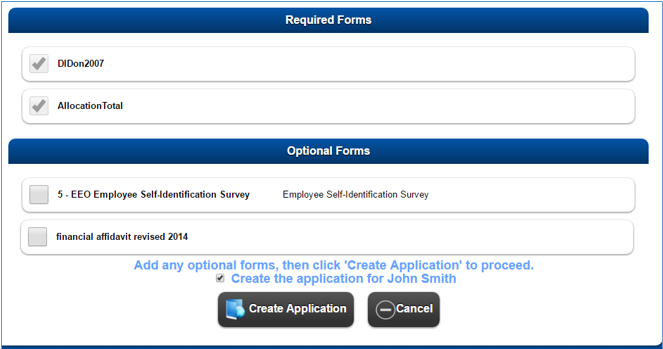 Required Forms
DIDon2007
AllocationTotal
Optional Forms
5 - EEO Employee Self-Identification Survey Employee Self-Identification Survey
financial affidavit revised 2014
Add any optional forms, then click 'Create Application' to proceed.
Create the application for John Smith
Create Application Cancel